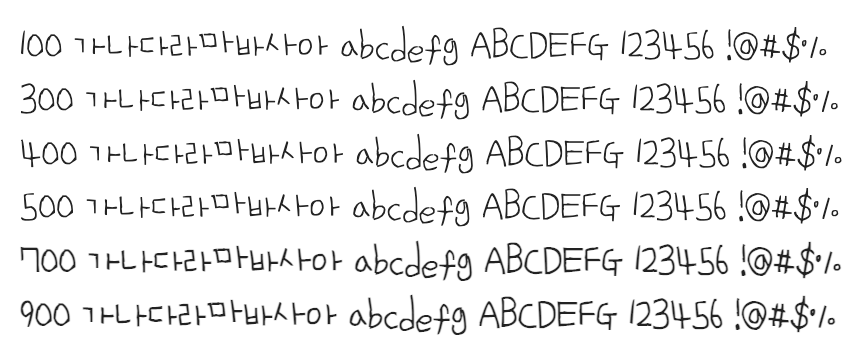 100 가나다라마바사아 abcdefg ABCDEFG 123456 !@#$%
300 가나다라마바사아 abcdefg ABCDEFG 123456 !@#$%
400 가나다라마바사아 abcdefg ABCDEFG 123456 !@#$%
500 가나다라마바사아 abcdefg ABCDEFG 123456 !@#$%
700 가나다라마바사아 abcdefg ABCDEFG 123456 !@#$%
900 가나다라마바사아 abcdefg ABCDEFG 123456 !@#$%